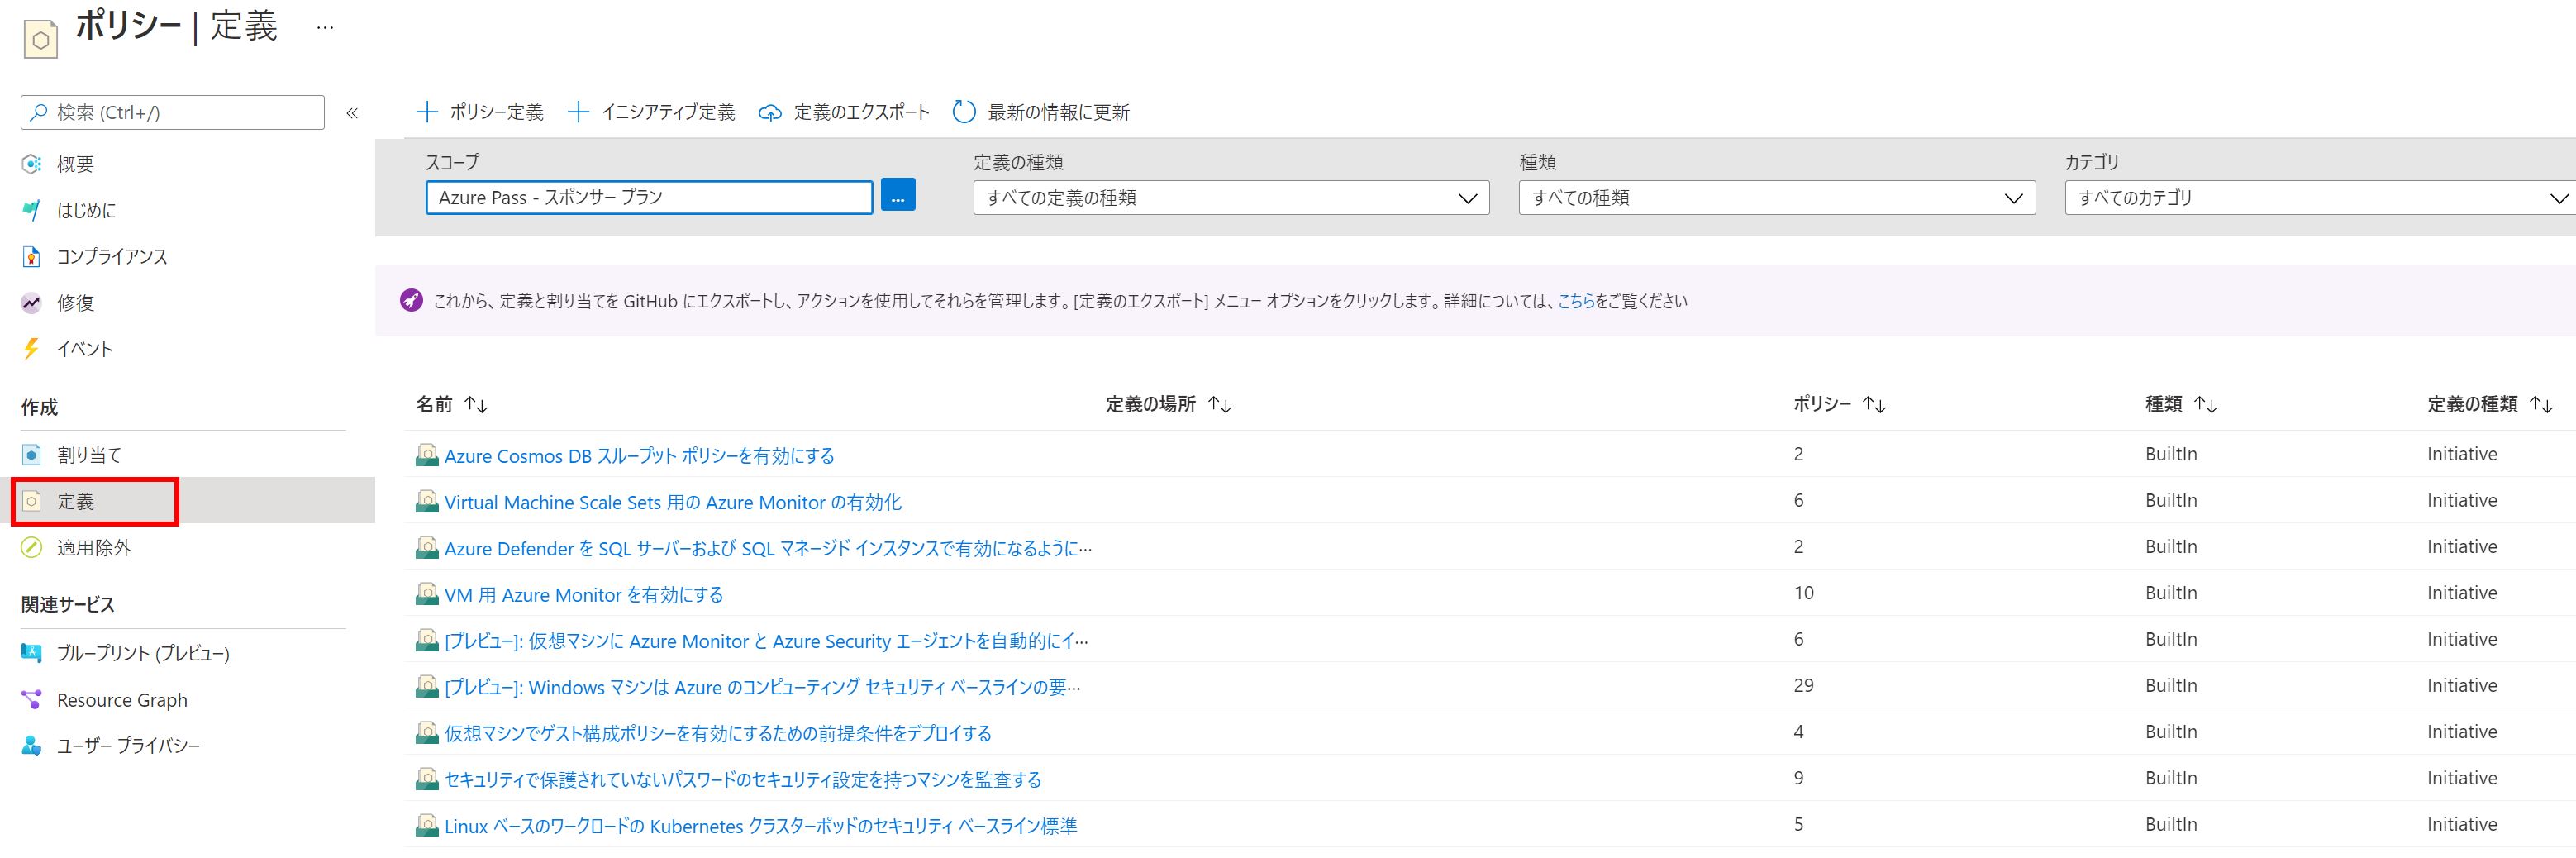 ポリシー | 定義 …
検索 (Ctrl+/) «
概要
はじめに
コンプライアンス
修復
イベント
作成
割り当て
定義
適用除外
関連サービス
ブループリント (プレビュー)
Resource Graph
ユーザー プライバシー
+ ポリシー定義 + イニシアティブ定義 定義のエクスポート 最新の情報に更新
スコープ 定義の種類 種類 カテゴリ
Azure Pass - スポンサー プラン ... すべての定義の種類 すべての種類 すべてのカテゴリ
これから、定義と割り当てを GitHub にエクスポートし、アクションを使用してそれらを管理します。[定義のエクスポート] メニュー オプションをクリックします。詳細については、こちらをご覧ください
名前 ↑↓ 定義の場所 ↑↓ ポリシー ↑↓ 種類 ↑↓ 定義の種類 ↑↓
Azure Cosmos DB スループット ポリシーを有効にする 2 BuiltIn Initiative
Virtual Machine Scale Sets 用の Azure Monitor の有効化 6 BuiltIn Initiative
Azure Defender を SQL サーバーおよび SQL マネージド インスタンスで有効になるように… 2 BuiltIn Initiative
VM 用 Azure Monitor を有効にする 10 BuiltIn Initiative
[プレビュー]: 仮想マシンに Azure Monitor と Azure Security エージェントを自動的にイ… 6 BuiltIn Initiative
[プレビュー]: Windows マシンは Azure のコンピューティング セキュリティ ベースラインの要… 29 BuiltIn Initiative
仮想マシンでゲスト構成ポリシーを有効にするための前提条件をデプロイする 4 BuiltIn Initiative
セキュリティで保護されていないパスワードのセキュリティ設定を持つマシンを監査する 9 BuiltIn Initiative
Linux ベースのワークロードの Kubernetes クラスターポッドのセキュリティ ベースライン標準 5 BuiltIn Initiative